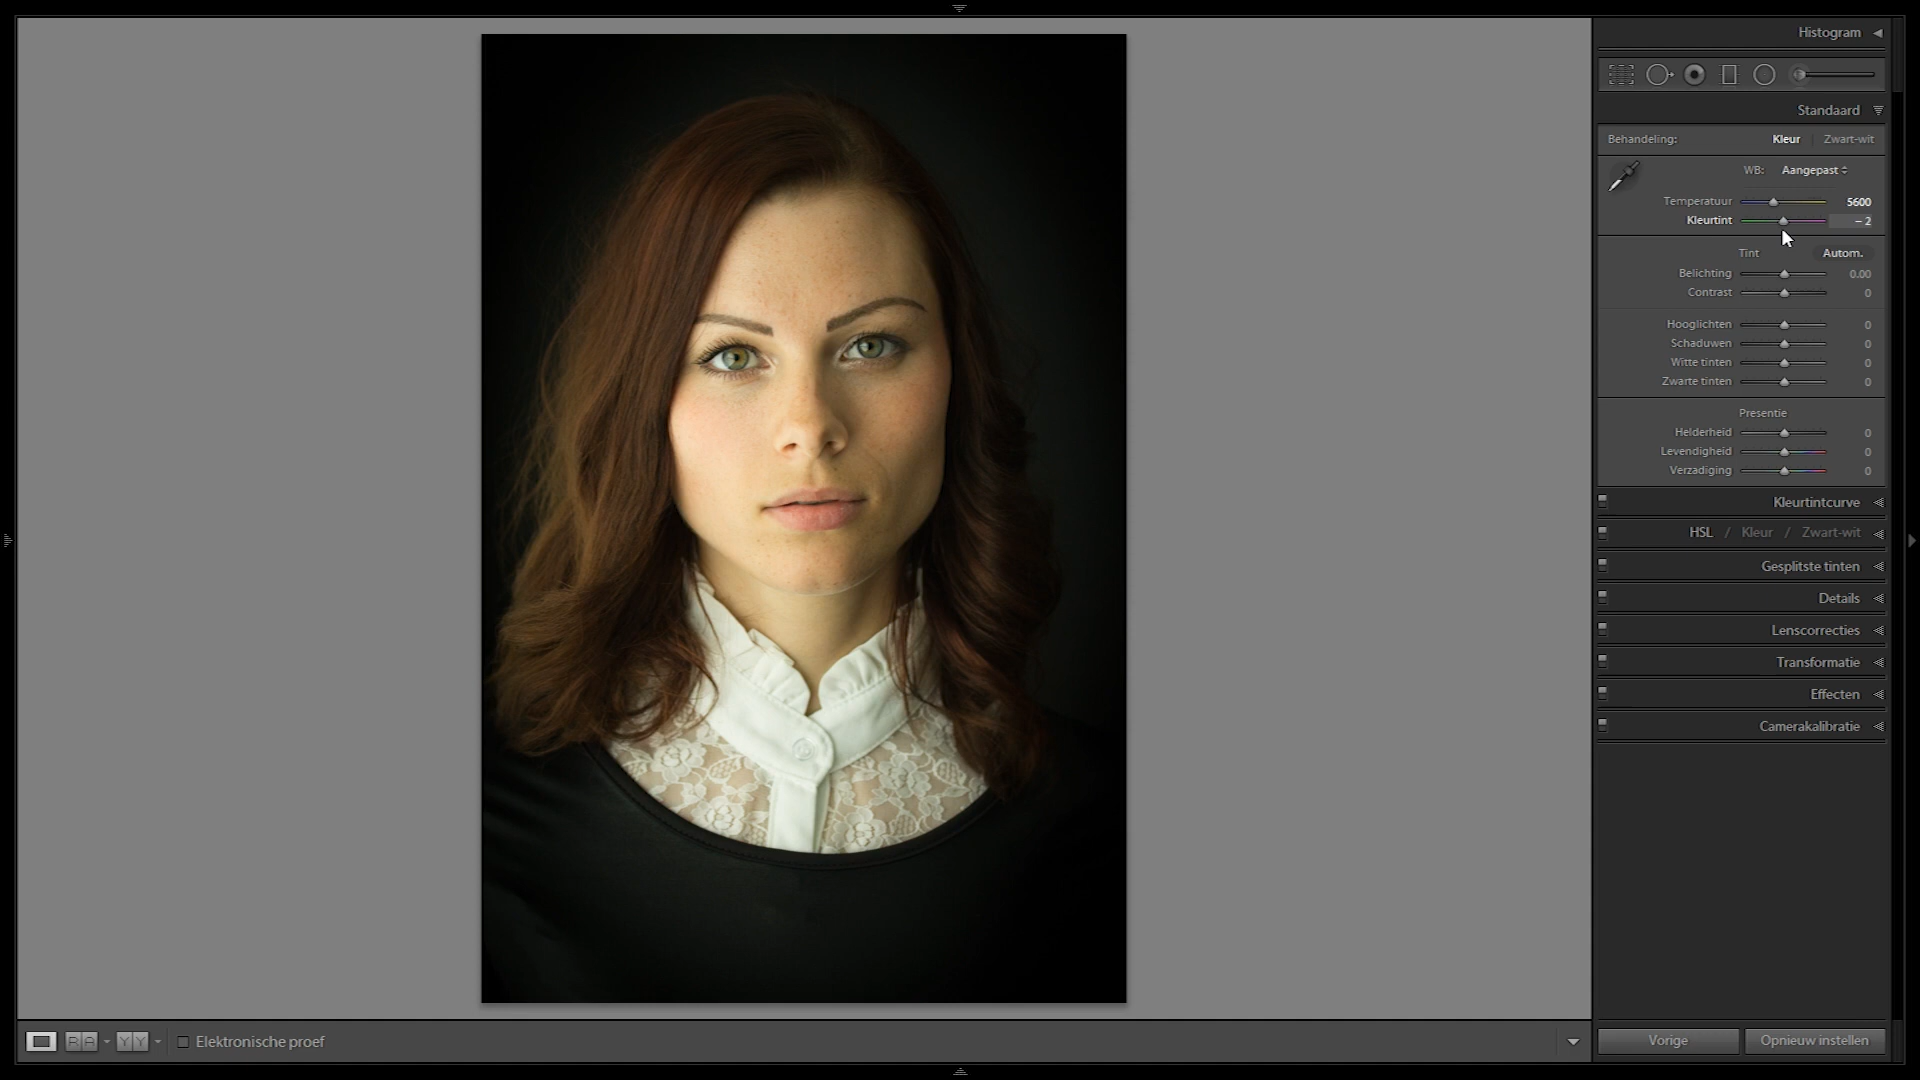 Histogram
Standaard
Behandeling: Kleur Zwart-wit
WB: Aangepast
Temperatuur 5600
Kleurtint – 2
Tint Autom.
Belichting 0.00
Contrast 0
Hooglichten 0
Schaduwen 0
Witte tinten 0
Zwarte tinten 0
Presentie
Helderheid 0
Levendigheid 0
Verzadiging 0
Kleurtintcurve
HSL / Kleur / Zwart-wit
Gesplitste tinten
Details
Lenscorrecties
Transformatie
Effecten
Camerakalibratie
RA YY Elektronische proef
Vorige Opnieuw instellen